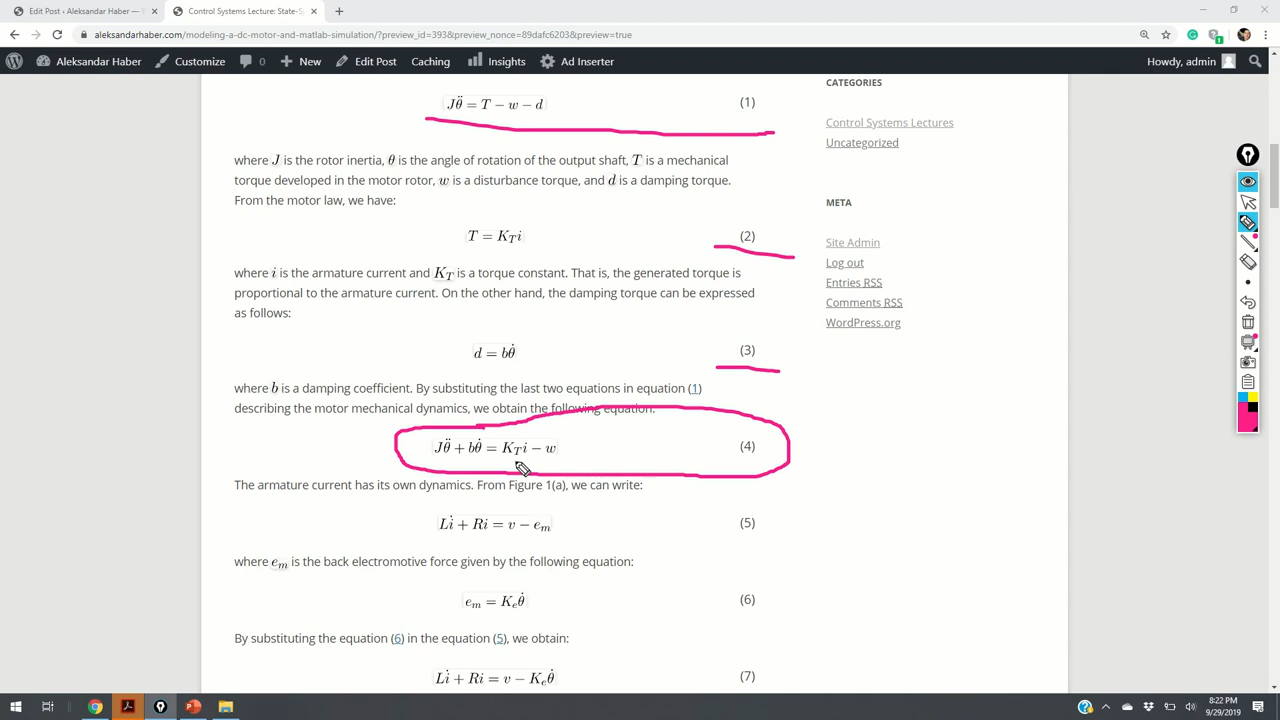 Edit Post ‹ Aleksandar Haber —
Control Systems Lecture: State-S
aleksandarhaber.com/modeling-a-dc-motor-and-matlab-simulation/?preview_id=393&preview_nonce=89dafc6203&preview=true
Aleksandar Haber Customize 0 New Edit Post Caching Insights Ad Inserter Howdy, admin
Jθ̈ = T − w − d (1)
where J is the rotor inertia, θ is the angle of rotation of the output shaft, T is a mechanical
torque developed in the motor rotor, w is a disturbance torque, and d is a damping torque.
From the motor law, we have:
T = K_T i (2)
where i is the armature current and K_T is a torque constant. That is, the generated torque is
proportional to the armature current. On the other hand, the damping torque can be expressed
as follows:
d = bθ̇ (3)
where b is a damping coefficient. By substituting the last two equations in equation (1)
describing the motor mechanical dynamics, we obtain the following equation:
Jθ̈ + bθ̇ = K_T i − w (4)
The armature current has its own dynamics. From Figure 1(a), we can write:
Li̇ + Ri = v − e_m (5)
where e_m is the back electromotive force given by the following equation:
e_m = K_e θ̇ (6)
By substituting the equation (6) in the equation (5), we obtain:
Li̇ + Ri = v − K_e θ̇ (7)
CATEGORIES
Control Systems Lectures
Uncategorized
META
Site Admin
Log out
Entries RSS
Comments RSS
WordPress.org
8:22 PM
9/29/2019